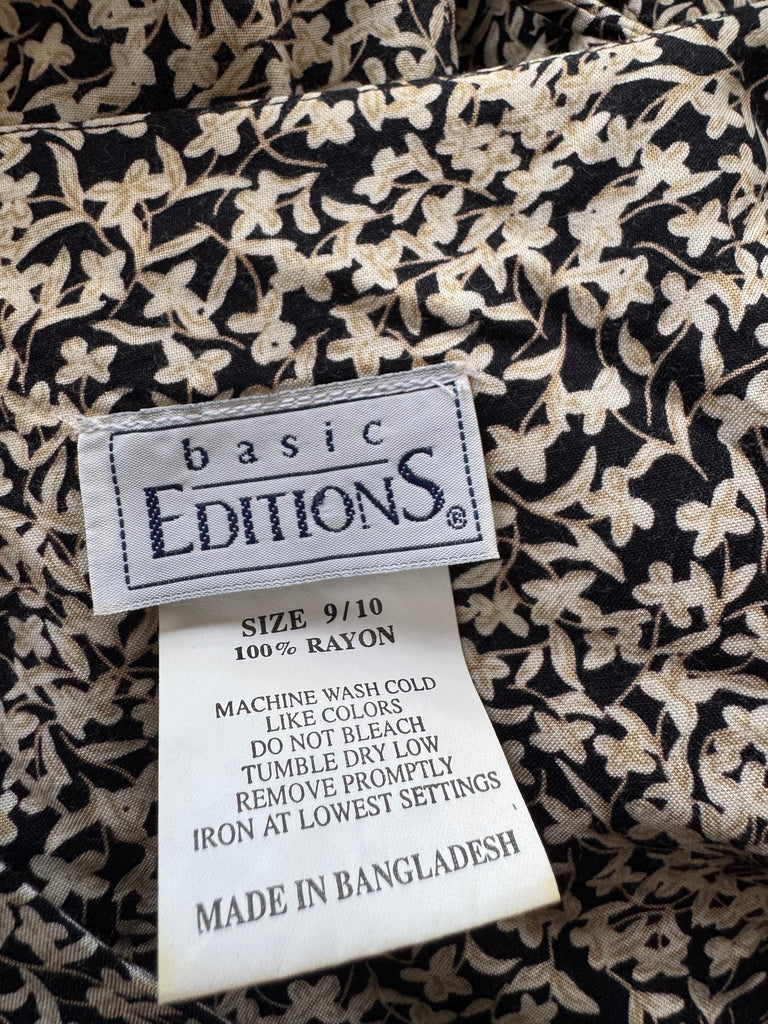 basic
EDITIONS®
SIZE 9/10
100% RAYON
MACHINE WASH COLD
LIKE COLORS
DO NOT BLEACH
TUMBLE DRY LOW
REMOVE PROMPTLY
IRON AT LOWEST SETTINGS
MADE IN BANGLADESH